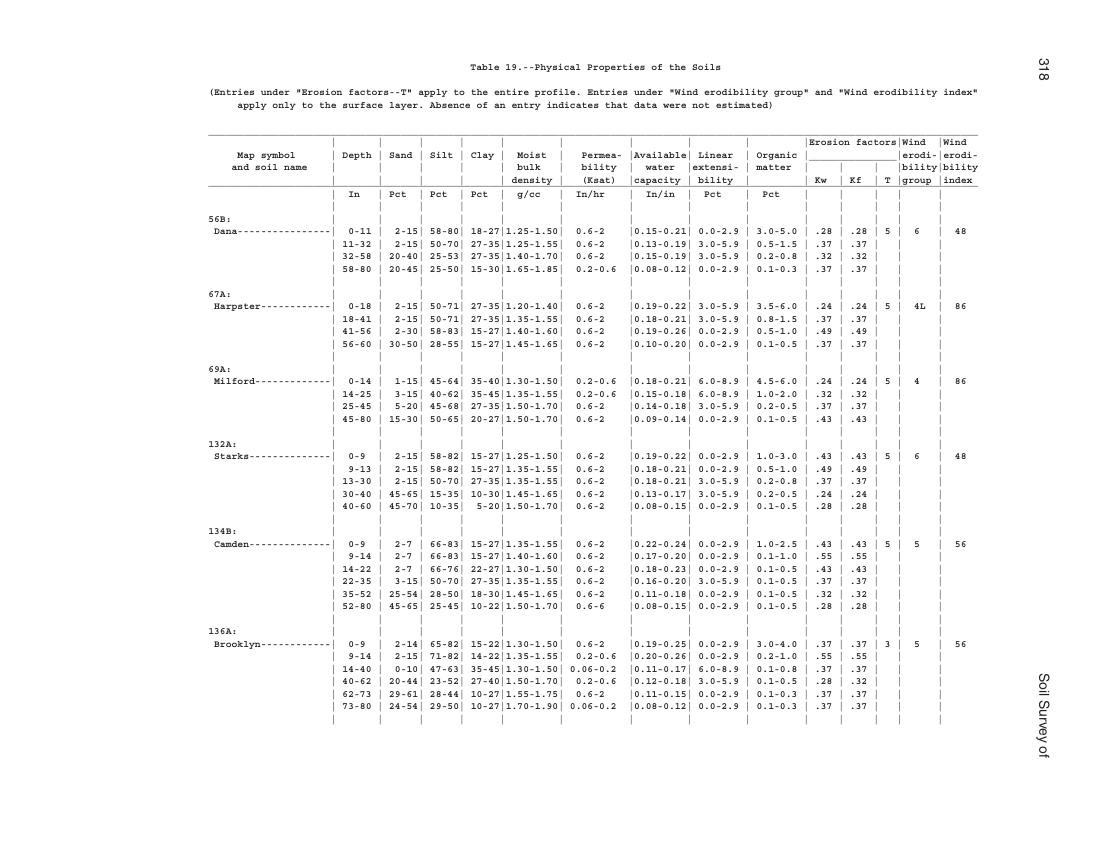 318
Table 19.--Physical Properties of the Soils
(Entries under "Erosion factors--T" apply to the entire profile. Entries under "Wind erodibility group" and "Wind erodibility index"
apply only to the surface layer. Absence of an entry indicates that data were not estimated)
| | | | | | | | |Erosion factors|Wind |Wind
Map symbol | Depth | Sand | Silt | Clay | Moist | Permea- |Available| Linear | Organic | |erodi-|erodi-
and soil name | | | | | bulk | bility | water |extensi- | matter | | | |bility|bility
| | | | | density | (Ksat) |capacity | bility | | Kw | Kf | T |group |index
| In | Pct | Pct | Pct | g/cc | In/hr | In/in | Pct | Pct | | | | |
56B:
Dana---------------| 0-11 | 2-15| 58-80| 18-27|1.25-1.50| 0.6-2 |0.15-0.21| 0.0-2.9 | 3.0-5.0 | .28 | .28 | 5 | 6 | 48
| 11-32 | 2-15| 50-70| 27-35|1.25-1.55| 0.6-2 |0.13-0.19| 3.0-5.9 | 0.5-1.5 | .37 | .37 | | |
| 32-58 | 20-40| 25-53| 27-35|1.40-1.70| 0.6-2 |0.15-0.19| 3.0-5.9 | 0.2-0.8 | .32 | .32 | | |
| 58-80 | 20-45| 25-50| 15-30|1.65-1.85| 0.2-0.6 |0.08-0.12| 0.0-2.9 | 0.1-0.3 | .37 | .37 | | |
67A:
Harpster------------| 0-18 | 2-15| 50-71| 27-35|1.20-1.40| 0.6-2 |0.19-0.22| 3.0-5.9 | 3.5-6.0 | .24 | .24 | 5 | 4L | 86
| 18-41 | 2-15| 50-71| 27-35|1.35-1.55| 0.6-2 |0.18-0.21| 3.0-5.9 | 0.8-1.5 | .37 | .37 | | |
| 41-56 | 2-30| 58-83| 15-27|1.40-1.60| 0.6-2 |0.19-0.26| 0.0-2.9 | 0.5-1.0 | .49 | .49 | | |
| 56-60 | 30-50| 28-55| 15-27|1.45-1.65| 0.6-2 |0.10-0.20| 0.0-2.9 | 0.1-0.5 | .37 | .37 | | |
69A:
Milford-------------| 0-14 | 1-15| 45-64| 35-40|1.30-1.50| 0.2-0.6 |0.18-0.21| 6.0-8.9 | 4.5-6.0 | .24 | .24 | 5 | 4 | 86
| 14-25 | 3-15| 40-62| 35-45|1.35-1.55| 0.2-0.6 |0.15-0.18| 6.0-8.9 | 1.0-2.0 | .32 | .32 | | |
| 25-45 | 5-20| 45-68| 27-35|1.50-1.70| 0.6-2 |0.14-0.18| 3.0-5.9 | 0.2-0.5 | .37 | .37 | | |
| 45-80 | 15-30| 50-65| 20-27|1.50-1.70| 0.6-2 |0.09-0.14| 0.0-2.9 | 0.1-0.5 | .43 | .43 | | |
132A:
Starks--------------| 0-9 | 2-15| 58-82| 15-27|1.25-1.50| 0.6-2 |0.19-0.22| 0.0-2.9 | 1.0-3.0 | .43 | .43 | 5 | 6 | 48
| 9-13 | 2-15| 58-82| 15-27|1.35-1.55| 0.6-2 |0.18-0.21| 0.0-2.9 | 0.5-1.0 | .49 | .49 | | |
| 13-30 | 2-15| 50-70| 27-35|1.35-1.55| 0.6-2 |0.18-0.21| 3.0-5.9 | 0.2-0.8 | .37 | .37 | | |
| 30-40 | 45-65| 15-35| 10-30|1.45-1.65| 0.6-2 |0.13-0.17| 3.0-5.9 | 0.2-0.5 | .24 | .24 | | |
| 40-60 | 45-70| 10-35| 5-20|1.50-1.70| 0.6-2 |0.08-0.15| 0.0-2.9 | 0.1-0.5 | .28 | .28 | | |
134B:
Camden--------------| 0-9 | 2-7 | 66-83| 15-27|1.35-1.55| 0.6-2 |0.22-0.24| 0.0-2.9 | 1.0-2.5 | .43 | .43 | 5 | 5 | 56
| 9-14 | 2-7 | 66-83| 15-27|1.40-1.60| 0.6-2 |0.17-0.20| 0.0-2.9 | 0.1-1.0 | .55 | .55 | | |
| 14-22 | 2-7 | 66-76| 22-27|1.30-1.50| 0.6-2 |0.18-0.23| 0.0-2.9 | 0.1-0.5 | .43 | .43 | | |
| 22-35 | 3-15| 50-70| 27-35|1.35-1.55| 0.6-2 |0.16-0.20| 3.0-5.9 | 0.1-0.5 | .37 | .37 | | |
| 35-52 | 25-54| 28-50| 18-30|1.45-1.65| 0.6-2 |0.11-0.18| 0.0-2.9 | 0.1-0.5 | .32 | .32 | | |
| 52-80 | 45-65| 25-45| 10-22|1.50-1.70| 0.6-6 |0.08-0.15| 0.0-2.9 | 0.1-0.5 | .28 | .28 | | |
136A:
Brooklyn------------| 0-9 | 2-14| 65-82| 15-22|1.30-1.50| 0.6-2 |0.19-0.25| 0.0-2.9 | 3.0-4.0 | .37 | .37 | 3 | 5 | 56
| 9-14 | 2-15| 71-82| 14-22|1.35-1.55| 0.2-0.6 |0.20-0.26| 0.0-2.9 | 0.2-1.0 | .55 | .55 | | |
| 14-40 | 0-10| 47-63| 35-45|1.30-1.50| 0.06-0.2 |0.11-0.17| 6.0-8.9 | 0.1-0.8 | .37 | .37 | | |
| 40-62 | 20-44| 23-52| 27-40|1.50-1.70| 0.2-0.6 |0.12-0.18| 3.0-5.9 | 0.1-0.5 | .28 | .32 | | |
| 62-73 | 29-61| 28-44| 10-27|1.55-1.75| 0.6-2 |0.11-0.15| 0.0-2.9 | 0.1-0.3 | .37 | .37 | | |
| 73-80 | 24-54| 29-50| 10-27|1.70-1.90| 0.06-0.2 |0.08-0.12| 0.0-2.9 | 0.1-0.3 | .37 | .37 | | |
Soil Survey of